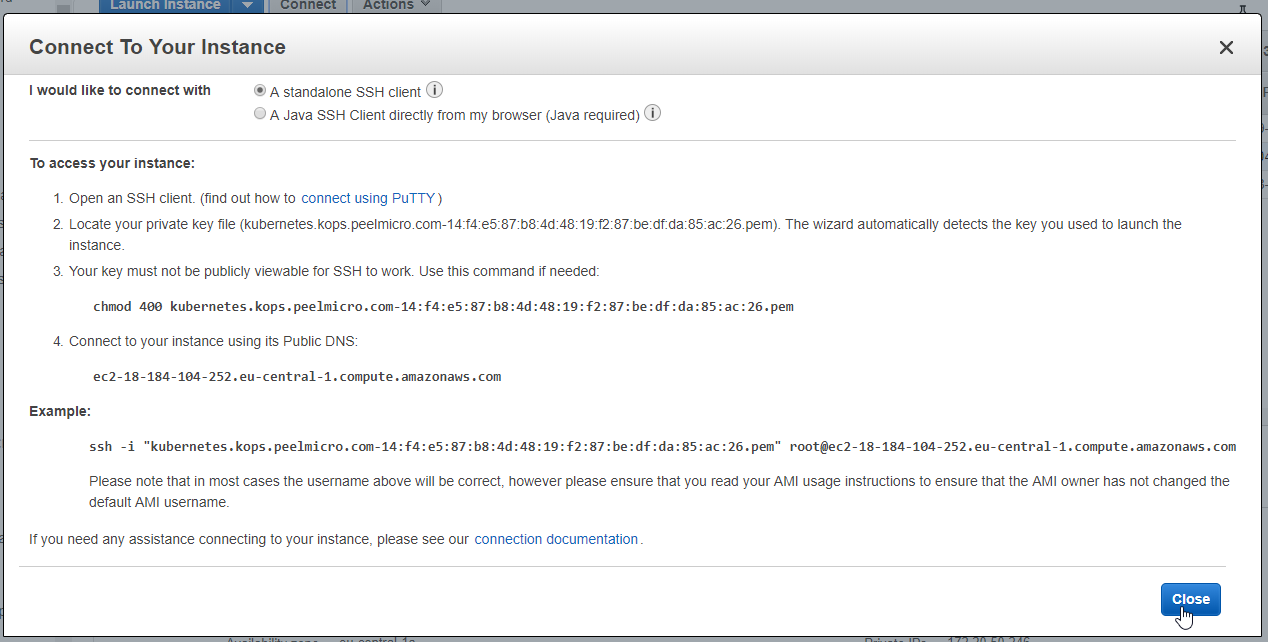 Launch Instance Connect Actions
Connect To Your Instance
I would like to connect with
A standalone SSH client
A Java SSH Client directly from my browser (Java required)
To access your instance:
1. Open an SSH client. (find out how to connect using PuTTY)
2. Locate your private key file (kubernetes.kops.peelmicro.com-14:f4:e5:87:b8:4d:48:19:f2:87:be:df:da:85:ac:26.pem). The wizard automatically detects the key you used to launch the
instance.
3. Your key must not be publicly viewable for SSH to work. Use this command if needed:
chmod 400 kubernetes.kops.peelmicro.com-14:f4:e5:87:b8:4d:48:19:f2:87:be:df:da:85:ac:26.pem
4. Connect to your instance using its Public DNS:
ec2-18-184-104-252.eu-central-1.compute.amazonaws.com
Example:
ssh -i "kubernetes.kops.peelmicro.com-14:f4:e5:87:b8:4d:48:19:f2:87:be:df:da:85:ac:26.pem" root@ec2-18-184-104-252.eu-central-1.compute.amazonaws.com
Please note that in most cases the username above will be correct, however please ensure that you read your AMI usage instructions to ensure that the AMI owner has not changed the
default AMI username.
If you need any assistance connecting to your instance, please see our connection documentation.
Close
Availability zone eu-central-1a Private IPs 172.20.50.246